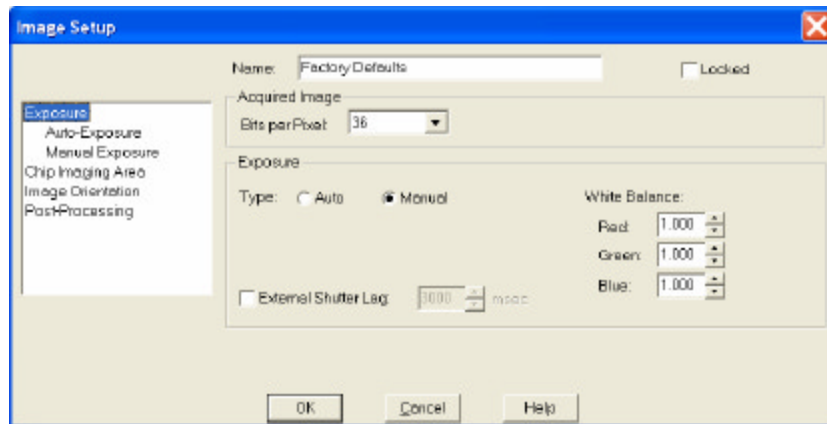 Image Setup
Name: Factory Defaults
Locked
Exposure
Auto-Exposure
Manual Exposure
Chip Imaging Area
Image Orientation
Post-Processing
Acquired Image
Bits per Pixel: 36
Exposure
Type: Auto Manual
White Balance:
Red: 1.000
Green: 1.000
Blue: 1.000
External Shutter Lag: 3000 msec
OK Cancel Help